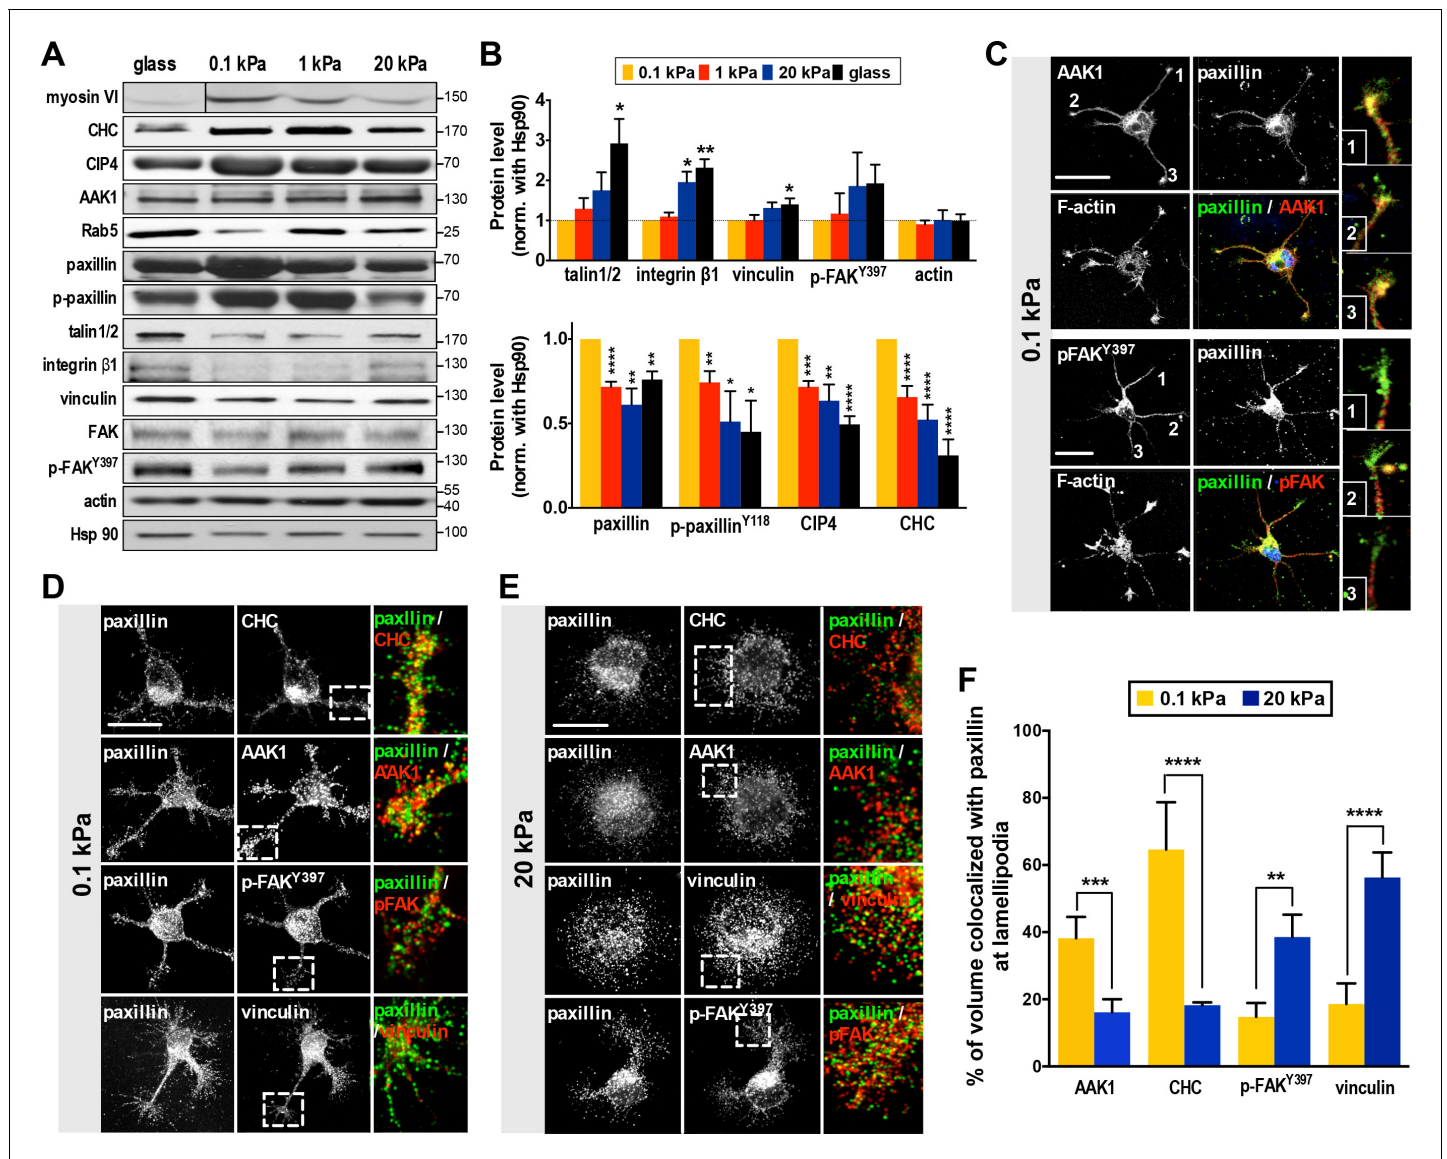 A
glass 0.1 kPa 1 kPa 20 kPa
myosin VI 150
CHC 170
CIP4 70
AAK1 130
Rab5 25
paxillin 70
p-paxillin 70
talin1/2 170
integrin β1 130
vinculin 130
FAK 130
p-FAKY397 130
actin 55
40
Hsp 90 100
B
0.1 kPa 1 kPa 20 kPa glass
Protein level
(norm. with Hsp90)
4
3
2
1
0
* * ** *
talin1/2 integrin β1 vinculin p-FAKY397 actin
Protein level
(norm. with Hsp90)
1.0
0.5
0.0
**** ** ** ** * * *** ** **** **** **** ****
paxillin p-paxillinY118 CIP4 CHC
C
0.1 kPa
AAK1 1 2 3
paxillin
1
2
3
F-actin
paxillin / AAK1
pFAKY397 1 2 3
paxillin
1
2
3
F-actin
paxillin / pFAK
D
0.1 kPa
paxillin CHC paxillin /
CHC
paxillin AAK1 paxillin /
AAK1
paxillin p-FAKY397 paxillin /
pFAK
paxillin vinculin paxillin
/ vinculin
E
20 kPa
paxillin CHC paxillin /
CHC
paxillin AAK1 paxillin /
AAK1
paxillin vinculin paxillin
/ vinculin
paxillin p-FAKY397 paxillin /
pFAK
F
0.1 kPa 20 kPa
% of volume colocalized with paxillin
at lamellipodia
100
80
60
40
20
0
*** **** ** ****
AAK1 CHC p-FAKY397 vinculin